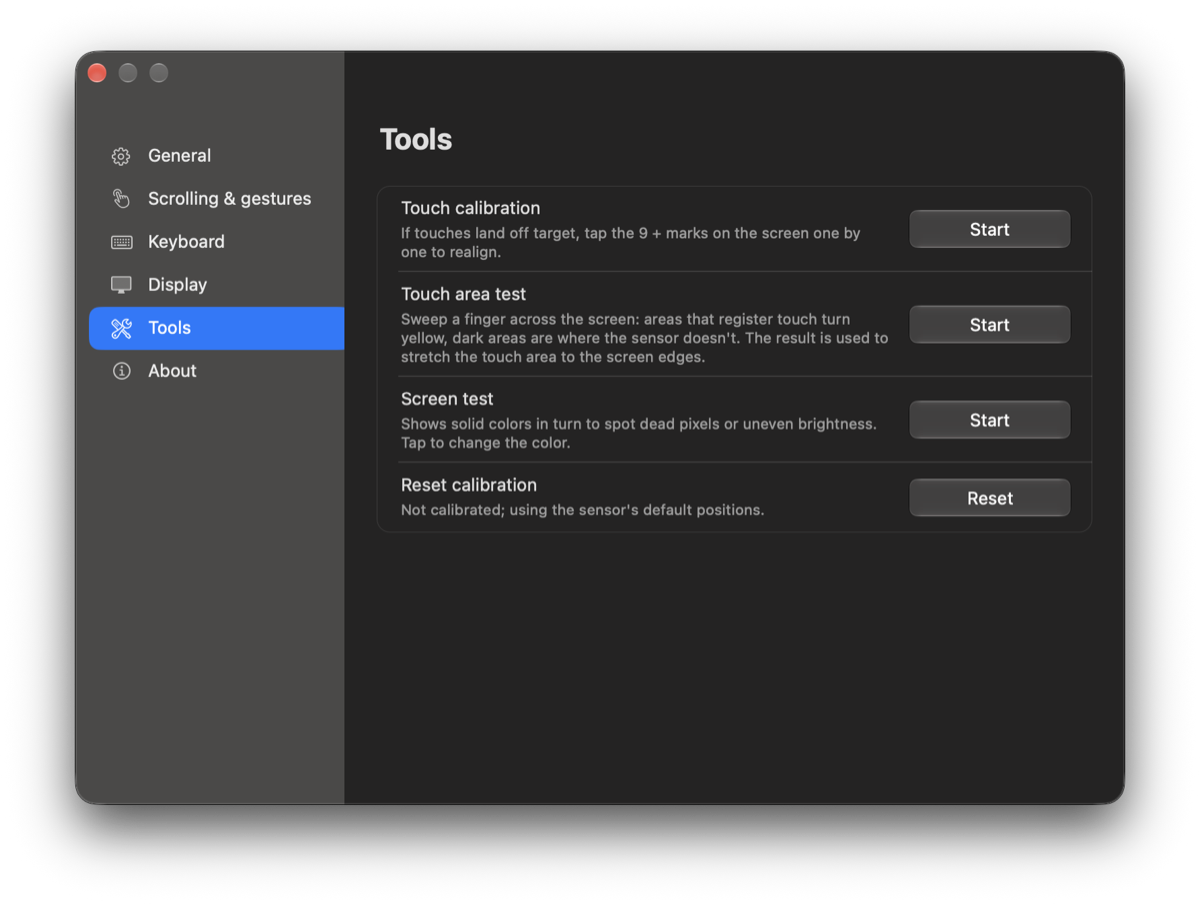 General
Scrolling & gestures
Keyboard
Display
Tools
About
Tools
Touch calibration
If touches land off target, tap the 9 + marks on the screen one by
one to realign.
Start
Touch area test
Sweep a finger across the screen: areas that register touch turn
yellow, dark areas are where the sensor doesn't. The result is used to
stretch the touch area to the screen edges.
Start
Screen test
Shows solid colors in turn to spot dead pixels or uneven brightness.
Tap to change the color.
Start
Reset calibration
Not calibrated; using the sensor's default positions.
Reset